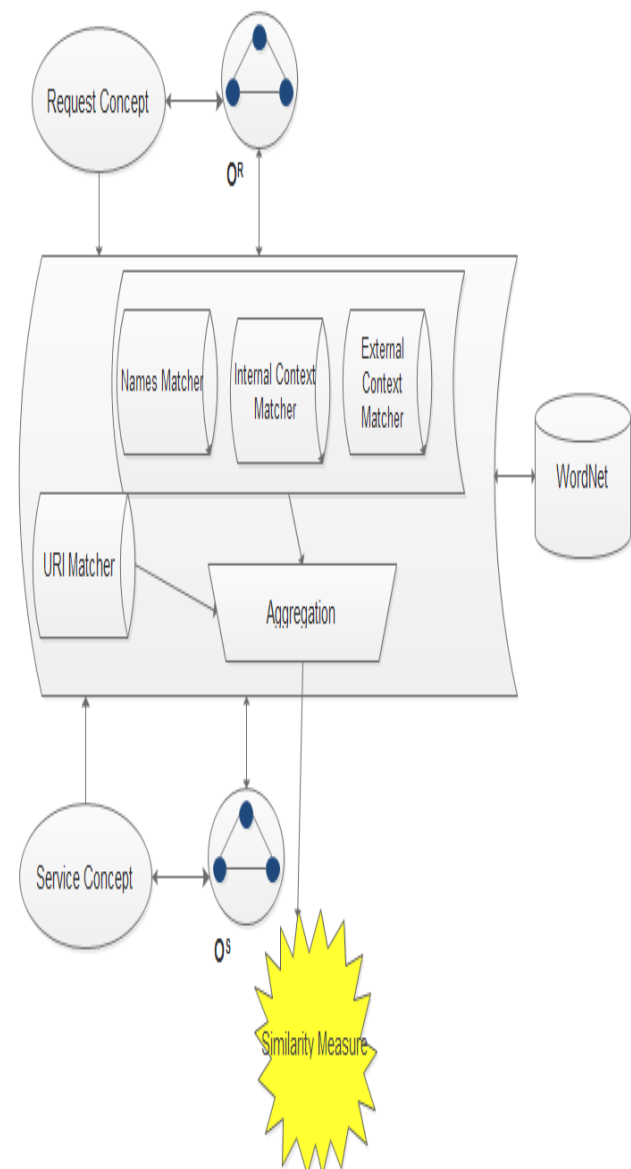 Request Concept
O^R
Names Matcher
Internal Context
Matcher
External
Context
Matcher
WordNet
URI Matcher
Aggregation
Service Concept
O^S
Similarity Measure